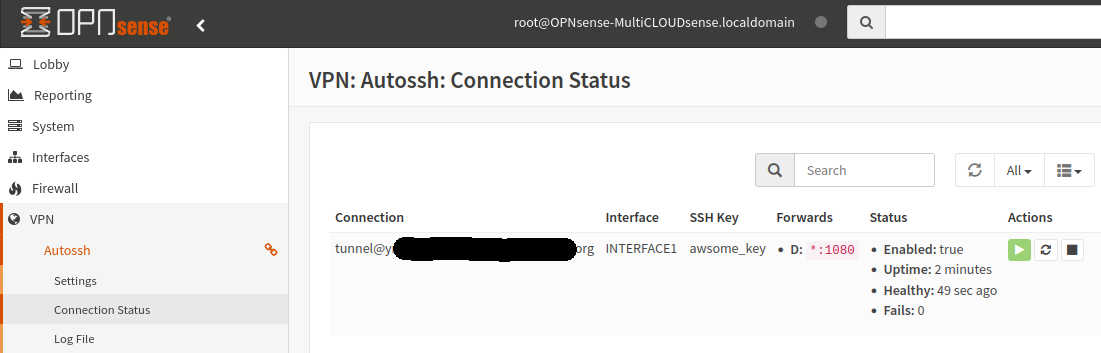 OPNsense
root@OPNsense-MultiCLOUDsense.localdomain
Lobby
Reporting
System
Interfaces
Firewall
VPN
Autossh
Settings
Connection Status
Log File
VPN: Autossh: Connection Status
Search
All
Connection Interface SSH Key Forwards Status Actions
tunnel@y org INTERFACE1 awsome_key • D: *:1080 • Enabled: true
• Uptime: 2 minutes
• Healthy: 49 sec ago
• Fails: 0